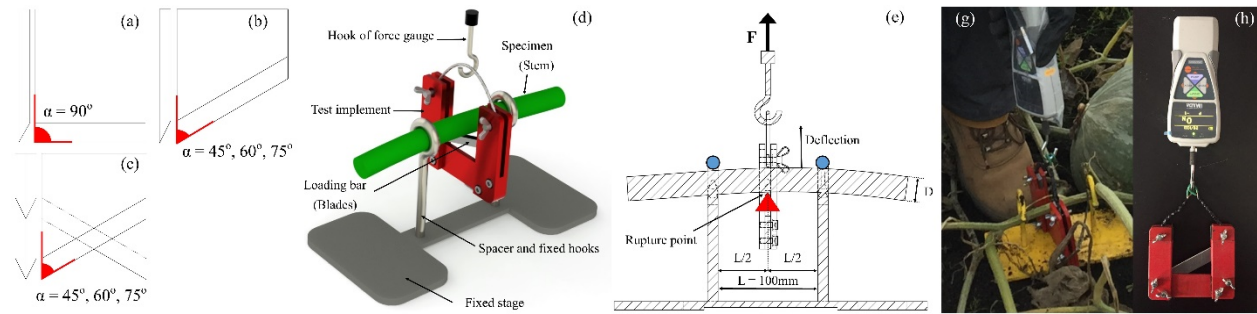 (a)
α = 90°
(b)
α = 45°, 60°, 75°
(c)
α = 45°, 60°, 75°
(d)
Hook of force gauge
Specimen
(Stem)
Test implement
Loading bar
(Blades)
Spacer and fixed hooks
Fixed stage
(e)
F
Deflection
D
Rupture point
L/2
L/2
L = 100mm
(g)
(h)